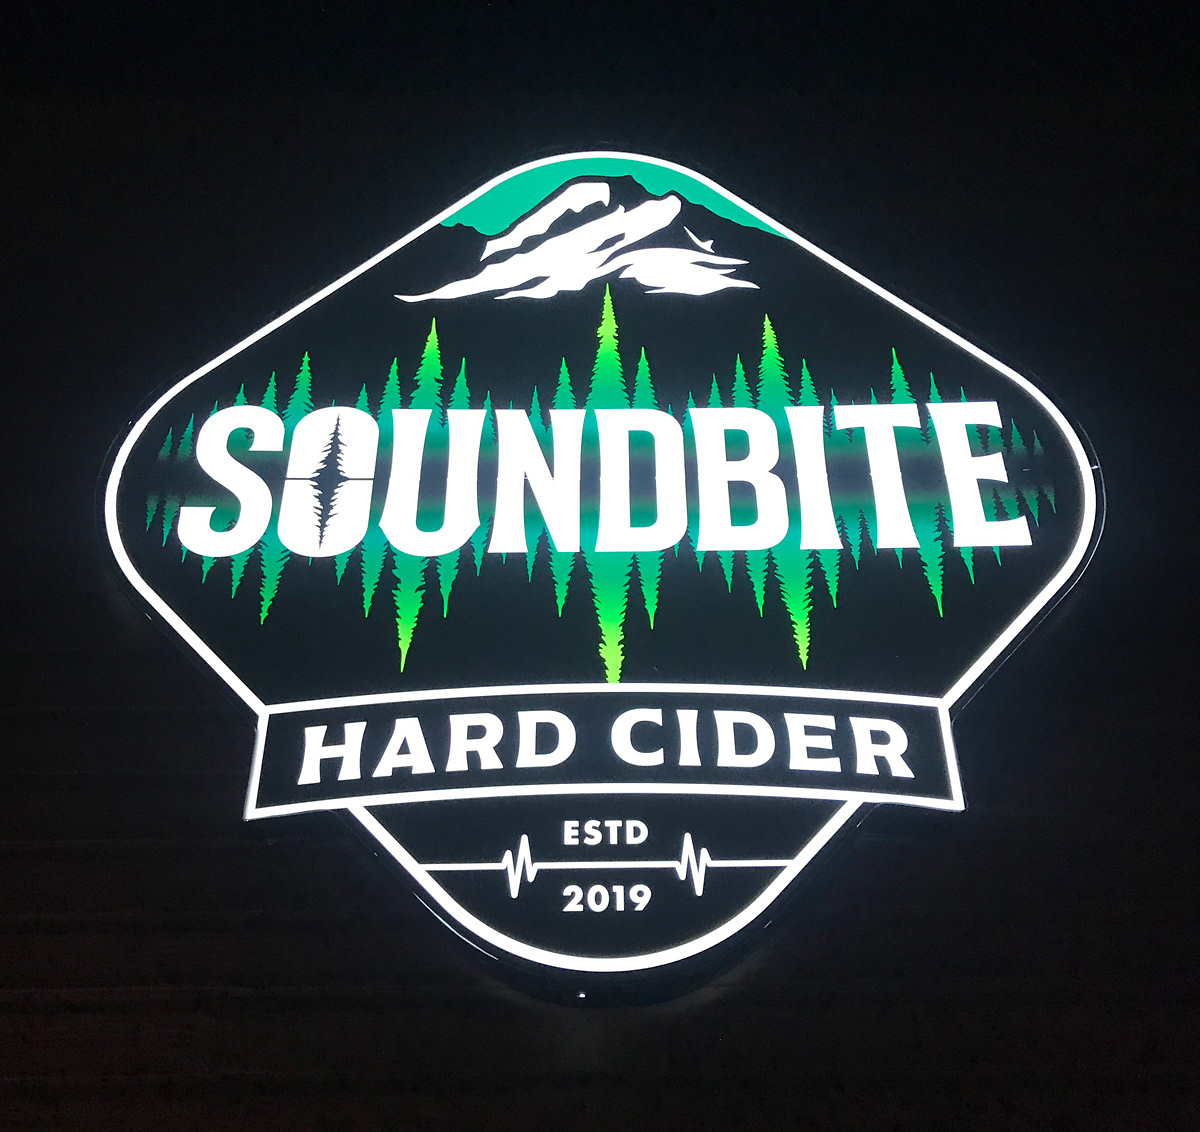 SOUNDBITE
HARD CIDER
ESTD
2019